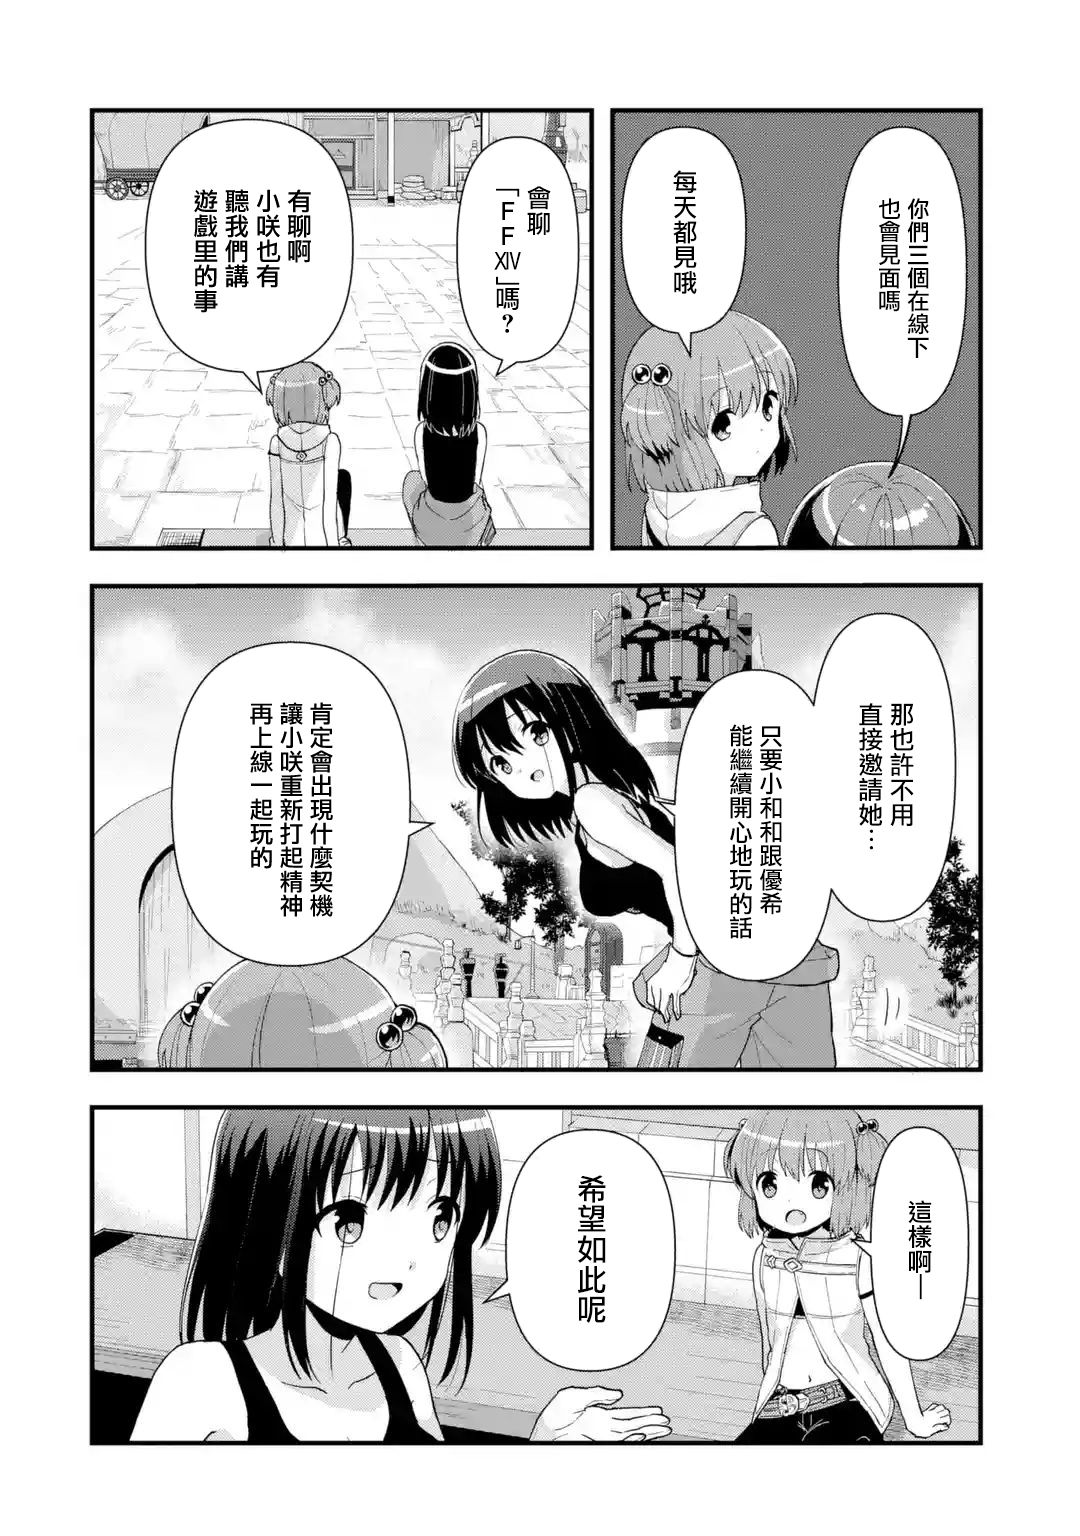 你們三個在線下
也會見面嗎
每天都見哦
會聊
「FFXIV」嗎？
有聊啊
小咲也有
聽我們講
遊戲里的事
那也許不用
直接邀請她…
只要小和和跟優希
能繼續開心地玩的話
肯定會出現什麼契機
讓小咲重新打起精神
再上線一起玩的
這樣啊—
希望如此呢